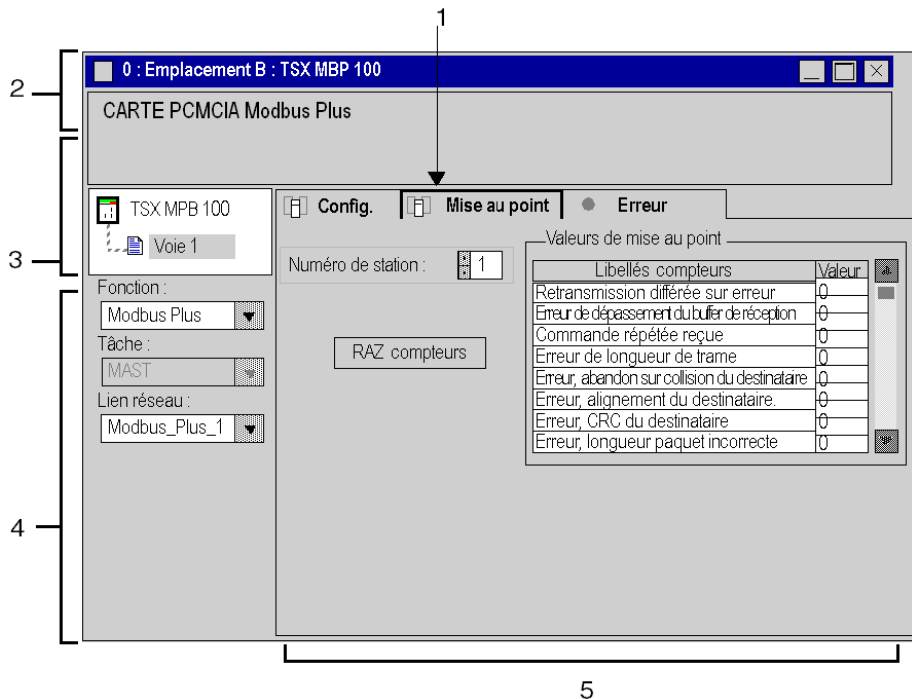 1
2
0 : Emplacement B : TSX MBP 100
CARTE PCMCIA Modbus Plus
3
TSX MPB 100
Voie 1
Config.
Mise au point
Erreur
Numéro de station :
1
RAZ compteurs
Valeurs de mise au point
Libellés compteurs Valeur
Retransmission différée sur erreur 0
Erreur de dépassement du buffer de réception 0
Commande répétée reçue 0
Erreur de longueur de trame 0
Erreur, abandon sur collision du destinataire 0
Erreur, alignement du destinataire. 0
Erreur, CRC du destinataire 0
Erreur, longueur paquet incorrecte 0
4
Fonction :
Modbus Plus
Tâche :
MAST
Lien réseau :
Modbus_Plus_1
5